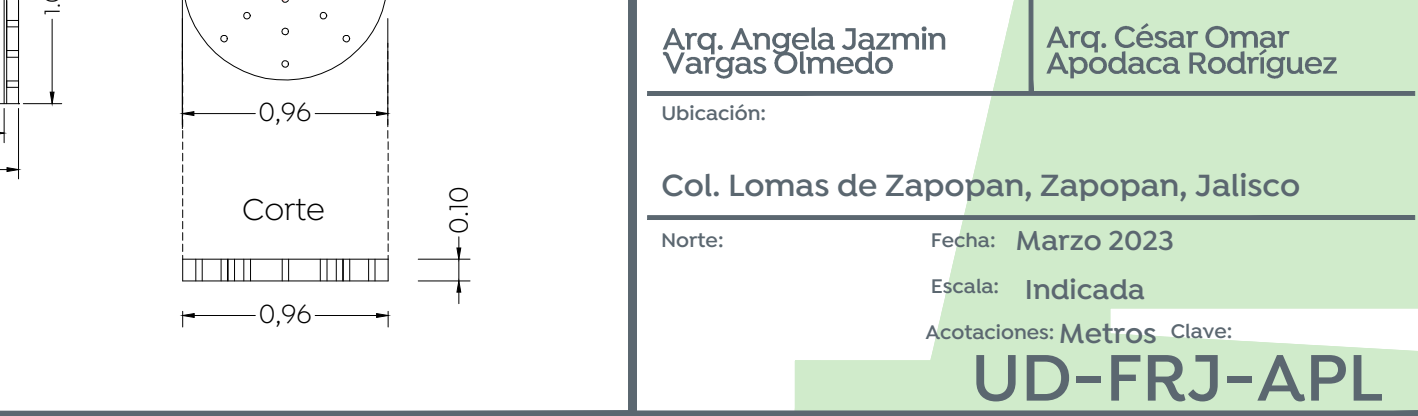 0,96
Corte
0.10
0,96
Arq. Angela Jazmin
Vargas Olmedo
Arq. César Omar
Apodaca Rodríguez
Ubicación:
Col. Lomas de Zapopan, Zapopan, Jalisco
Norte:
Fecha: Marzo 2023
Escala: Indicada
Acotaciones: Metros Clave:
UD-FRJ-APL